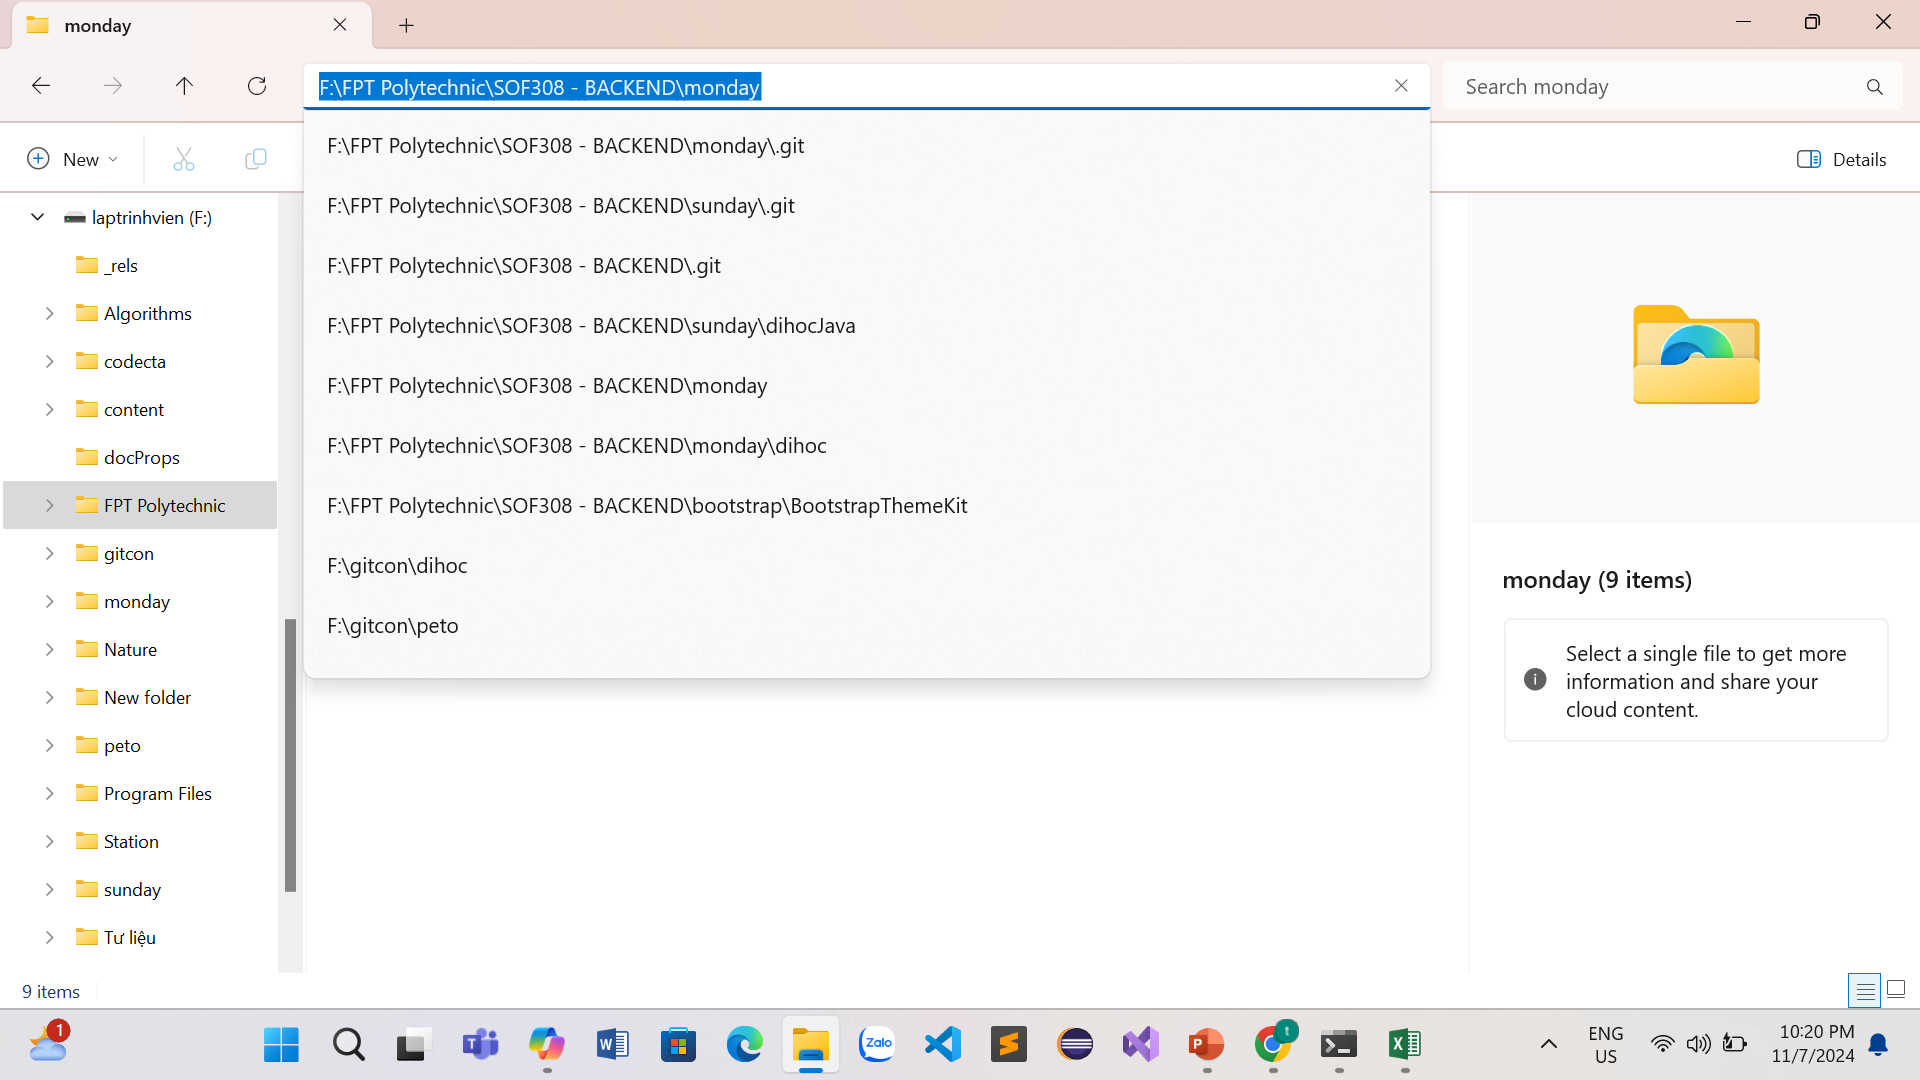 monday
F:\FPT Polytechnic\SOF308 - BACKEND\monday
Search monday
New
Details
F:\FPT Polytechnic\SOF308 - BACKEND\monday\.git
F:\FPT Polytechnic\SOF308 - BACKEND\sunday\.git
F:\FPT Polytechnic\SOF308 - BACKEND\.git
F:\FPT Polytechnic\SOF308 - BACKEND\sunday\dihocJava
F:\FPT Polytechnic\SOF308 - BACKEND\monday
F:\FPT Polytechnic\SOF308 - BACKEND\monday\dihoc
F:\FPT Polytechnic\SOF308 - BACKEND\bootstrap\BootstrapThemeKit
F:\gitcon\dihoc
F:\gitcon\peto
laptrinhvien (F:)
_rels
Algorithms
codecta
content
docProps
FPT Polytechnic
gitcon
monday
Nature
New folder
peto
Program Files
Station
sunday
Tư liệu
monday (9 items)
Select a single file to get more
information and share your
cloud content.
9 items
1
Zalo
t
ENG
US
10:20 PM
11/7/2024